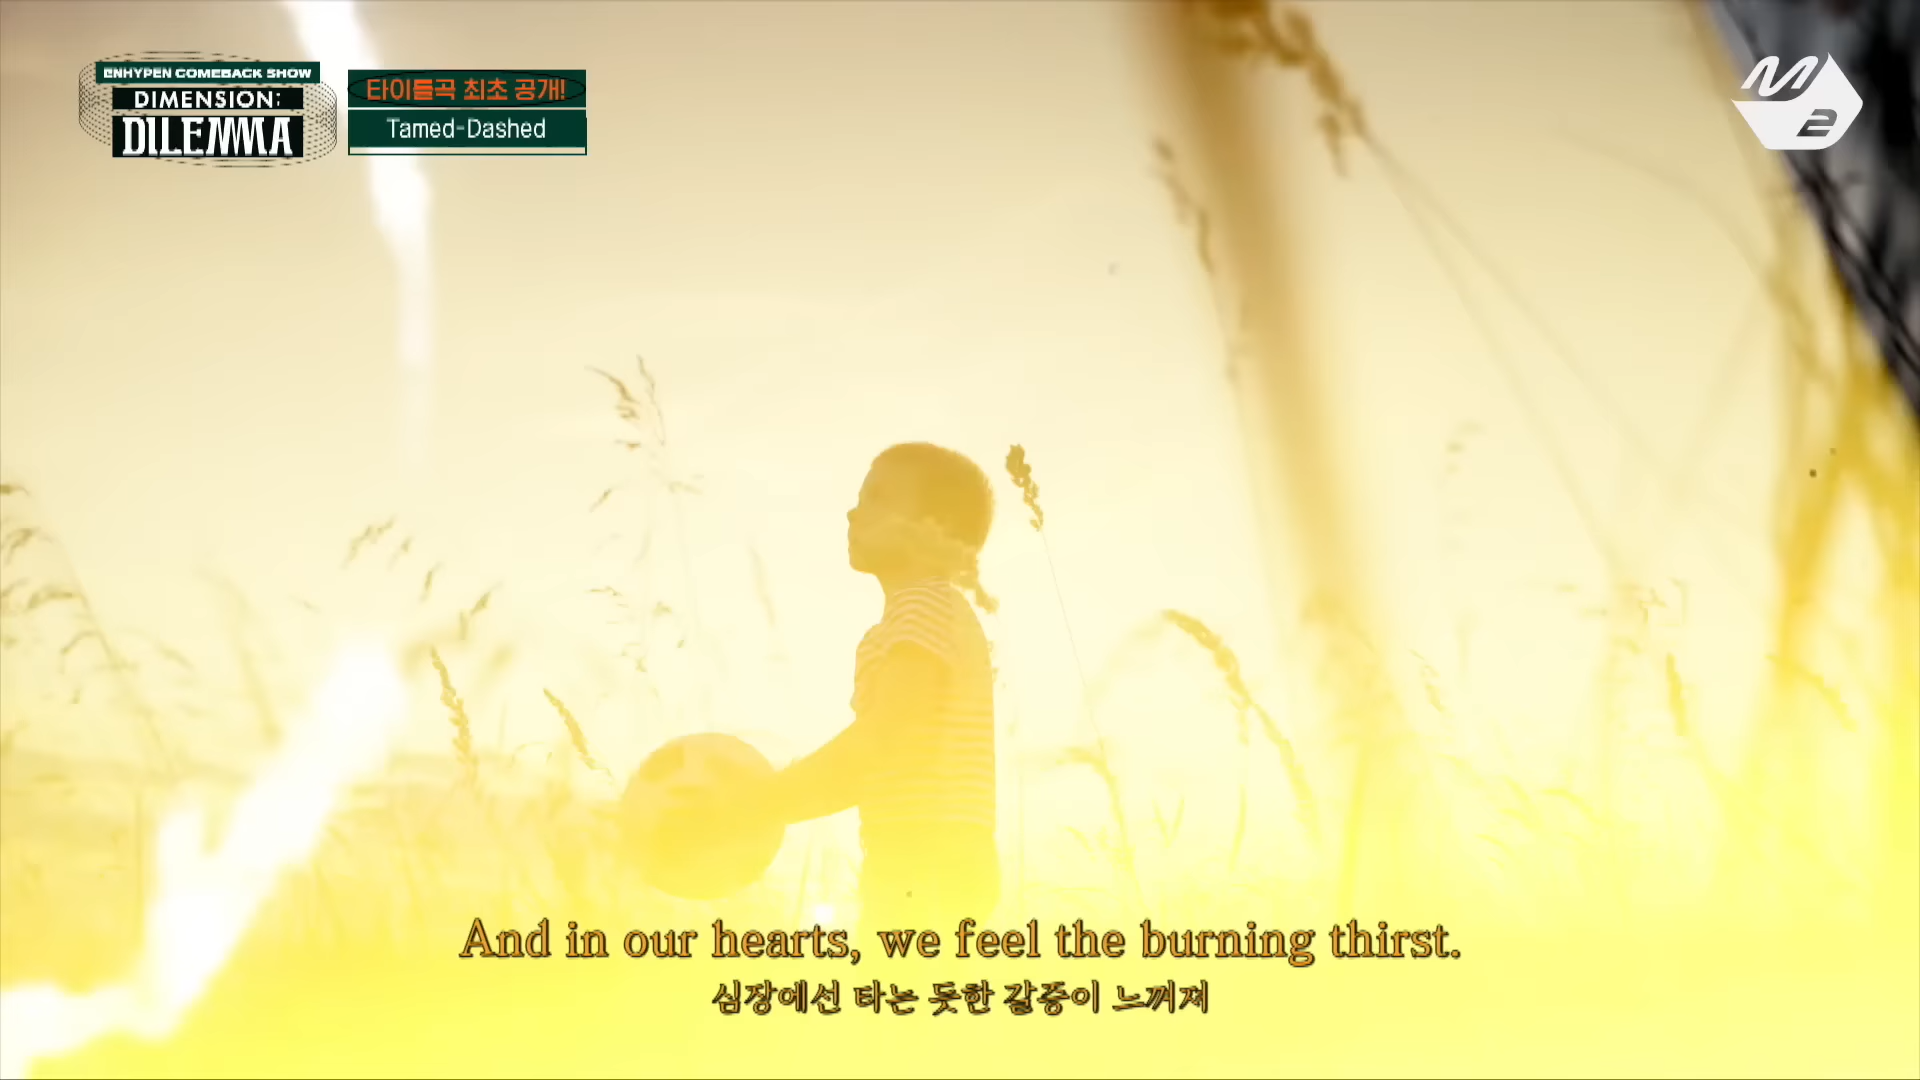 ENHYPEN COMEBACK SHOW
DIMENSION:
DILEMMA
타이틀곡 최초 공개!
Tamed-Dashed
M2
And in our hearts, we feel the burning thirst.
심장에선 타는 듯한 갈증이 느껴져